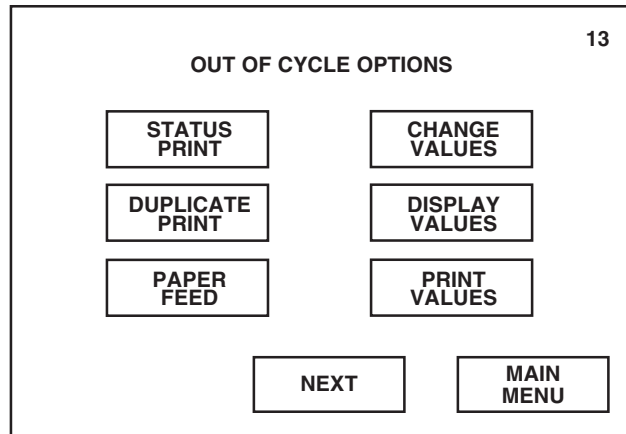 13
OUT OF CYCLE OPTIONS
STATUS
PRINT
CHANGE
VALUES
DUPLICATE
PRINT
DISPLAY
VALUES
PAPER
FEED
PRINT
VALUES
NEXT
MAIN
MENU